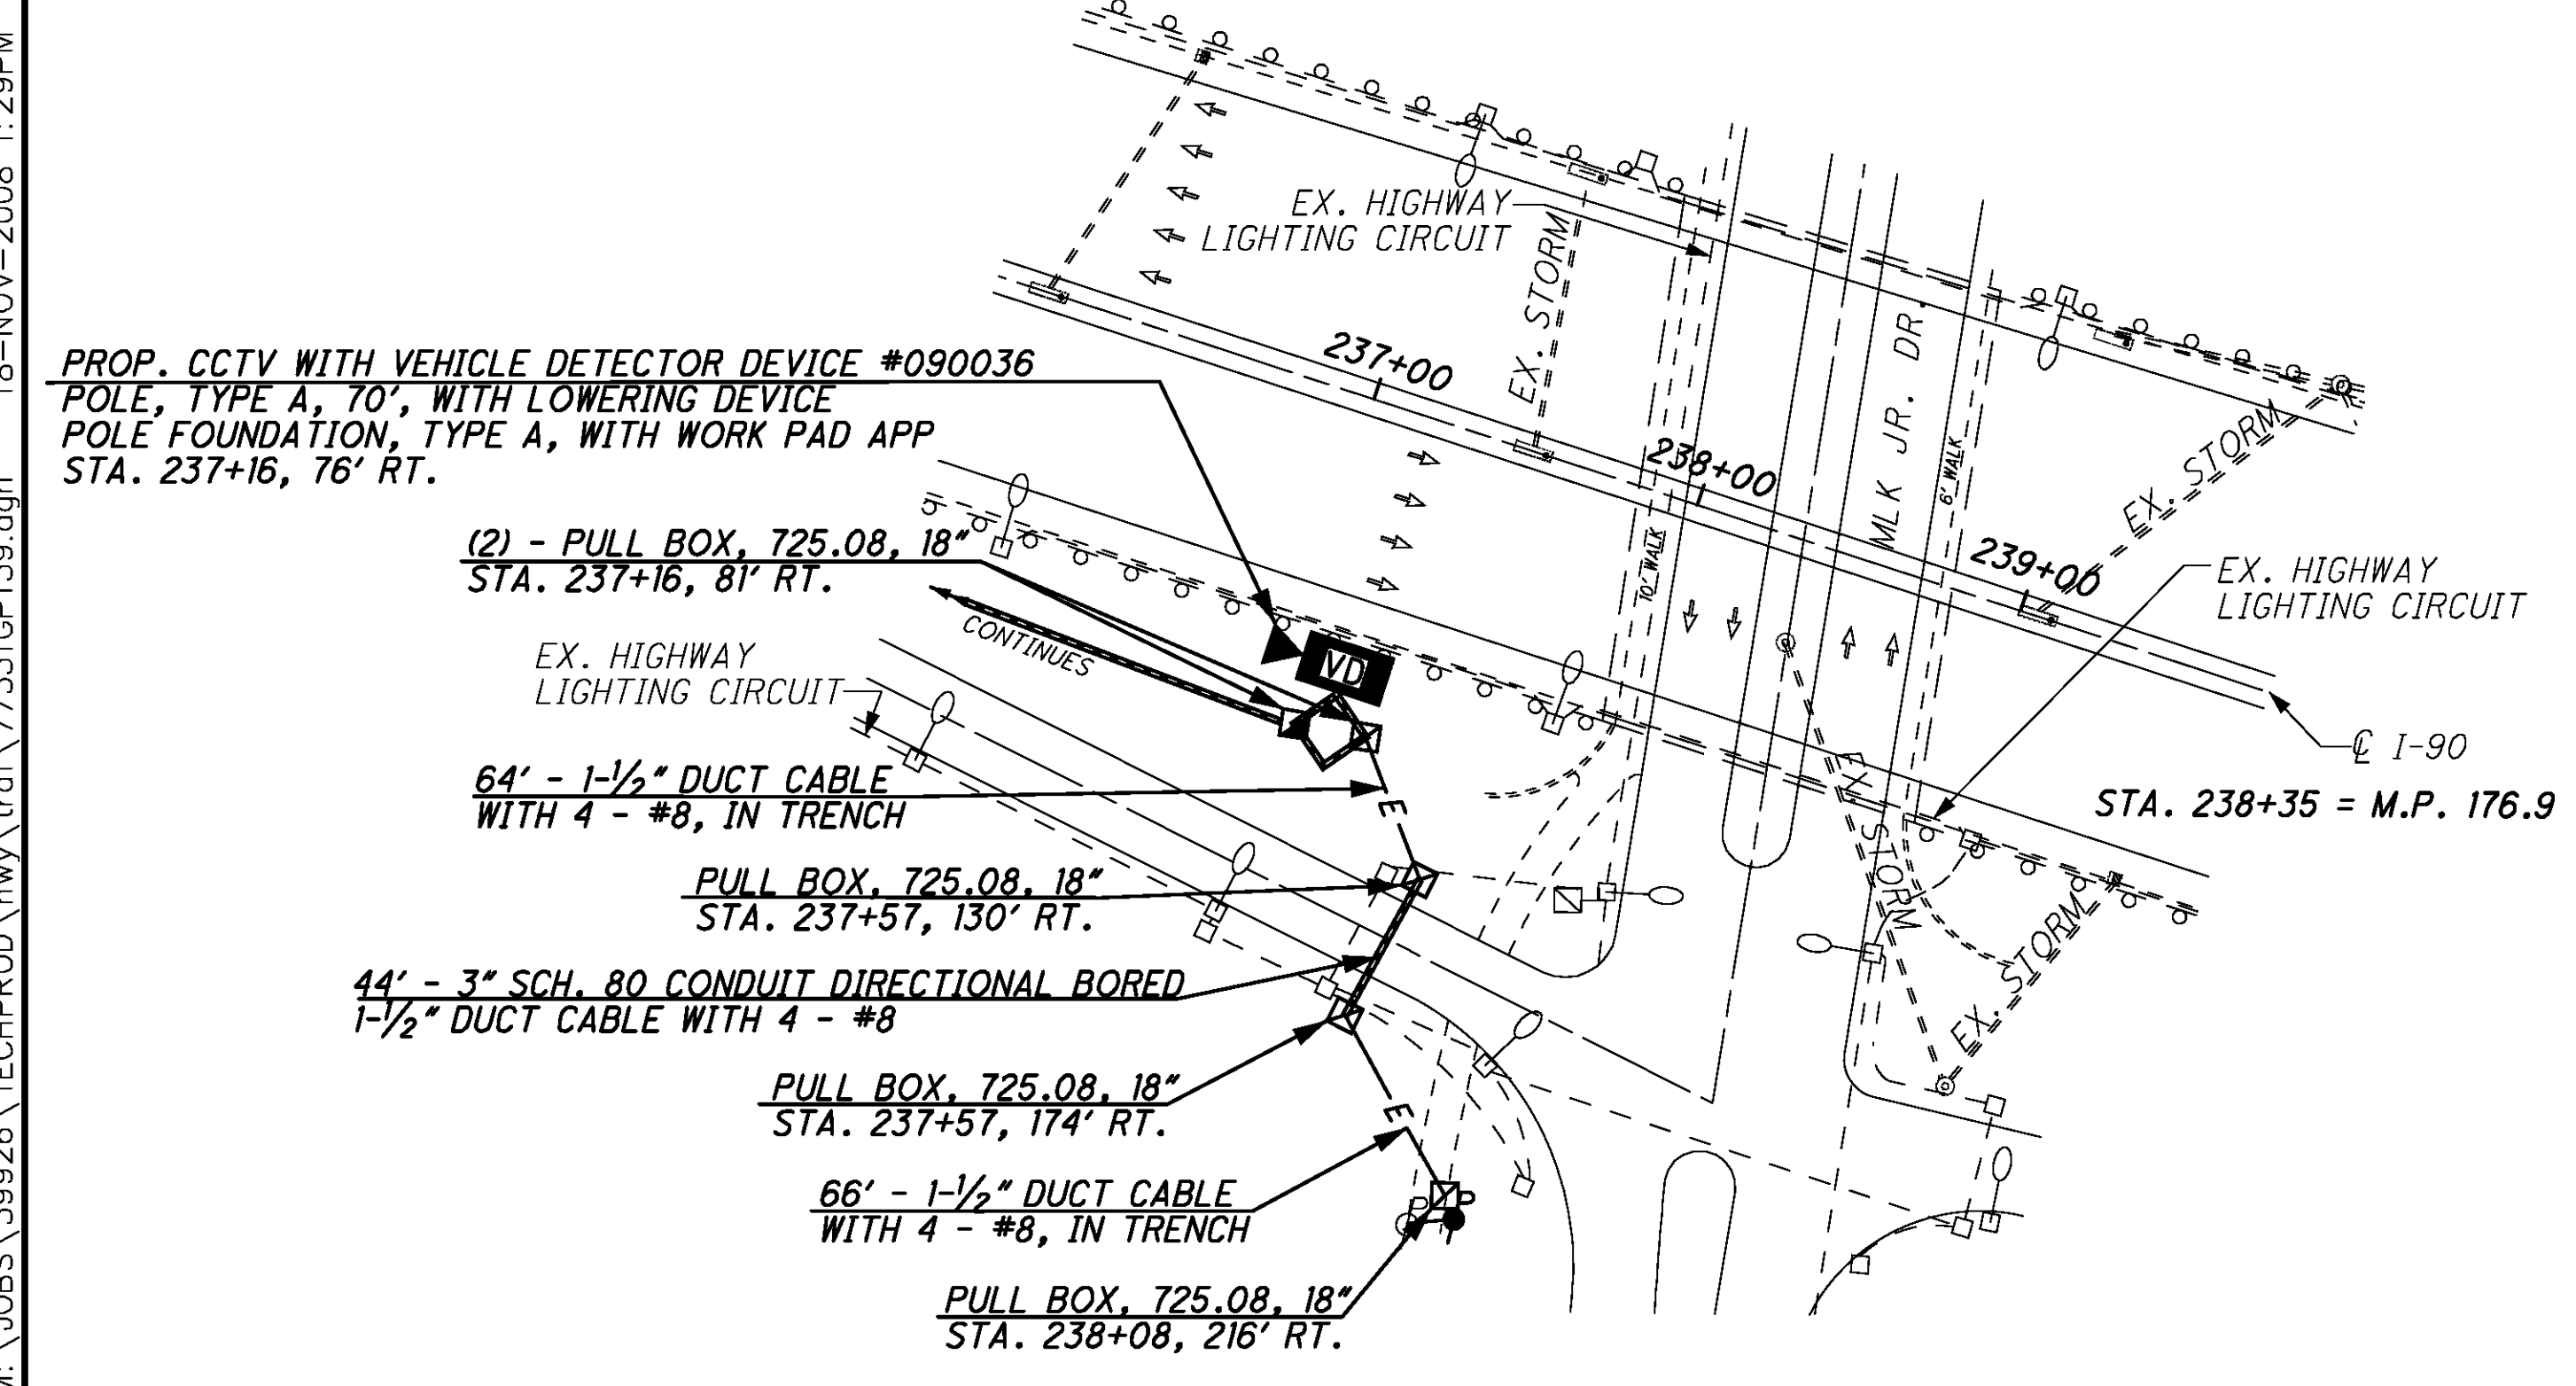 PROP. CCTV WITH VEHICLE DETECTOR DEVICE #090036
POLE, TYPE A, 70', WITH LOWERING DEVICE
POLE FOUNDATION, TYPE A, WITH WORK PAD APP
STA. 237+16, 76' RT.
(2) - PULL BOX, 725.08, 18"
STA. 237+16, 81' RT.
CONTINUES
EX. HIGHWAY
LIGHTING CIRCUIT
64' - 1-1/2" DUCT CABLE
WITH 4 - #8, IN TRENCH
PULL BOX, 725.08, 18"
STA. 237+57, 130' RT.
44' - 3" SCH. 80 CONDUIT DIRECTIONAL BORED
1-1/2" DUCT CABLE WITH 4 - #8
PULL BOX, 725.08, 18"
STA. 237+57, 174' RT.
66' - 1-1/2" DUCT CABLE
WITH 4 - #8, IN TRENCH
PULL BOX, 725.08, 18"
STA. 238+08, 216' RT.
VD
E
E
P
P
EX. HIGHWAY
LIGHTING CIRCUIT
EX. STORM
237+00
238+00
239+00
10' WALK
MLK JR. DR.
6' WALK
EX. STORM
EX. HIGHWAY
LIGHTING CIRCUIT
℄ I-90
STA. 238+35 = M.P. 176.9
EX. STORM
EX. STORM
18-NOV-2008 1:29PM